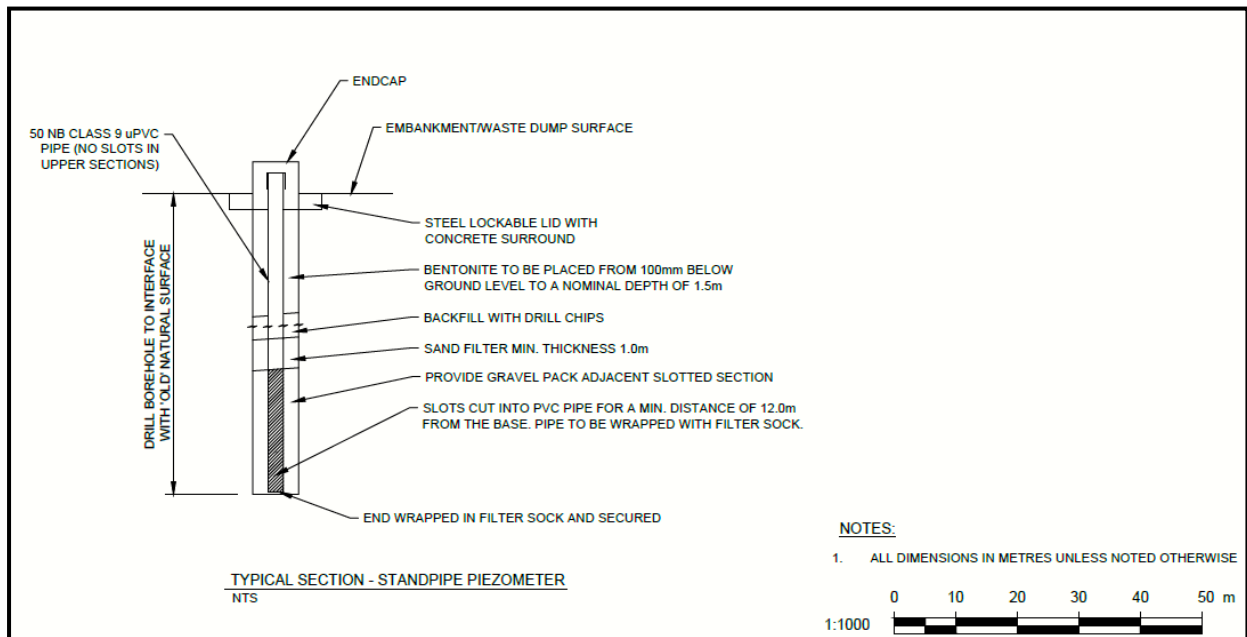 ENDCAP
50 NB CLASS 9 uPVC
PIPE (NO SLOTS IN
UPPER SECTIONS)
EMBANKMENT/WASTE DUMP SURFACE
STEEL LOCKABLE LID WITH
CONCRETE SURROUND
DRILL BOREHOLE TO INTERFACE
WITH 'OLD' NATURAL SURFACE
BENTONITE TO BE PLACED FROM 100mm BELOW
GROUND LEVEL TO A NOMINAL DEPTH OF 1.5m
BACKFILL WITH DRILL CHIPS
SAND FILTER MIN. THICKNESS 1.0m
PROVIDE GRAVEL PACK ADJACENT SLOTTED SECTION
SLOTS CUT INTO PVC PIPE FOR A MIN. DISTANCE OF 12.0m
FROM THE BASE. PIPE TO BE WRAPPED WITH FILTER SOCK.
END WRAPPED IN FILTER SOCK AND SECURED
TYPICAL SECTION - STANDPIPE PIEZOMETER
NTS
NOTES:
1. ALL DIMENSIONS IN METRES UNLESS NOTED OTHERWISE
0 10 20 30 40 50 m
1:1000